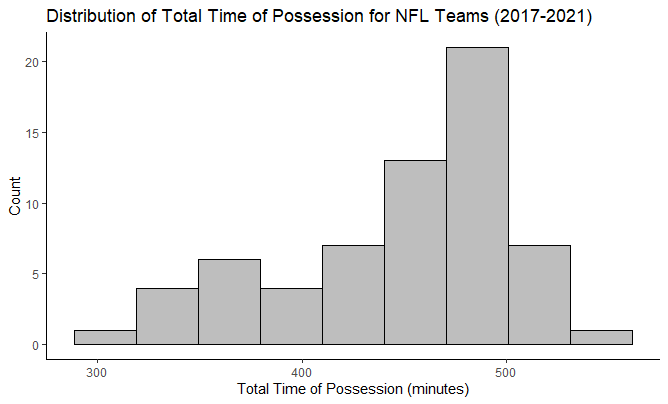 Distribution of Total Time of Possession for NFL Teams (2017-2021)
20
15
10
5
0
Count
300 400 500
Total Time of Possession (minutes)